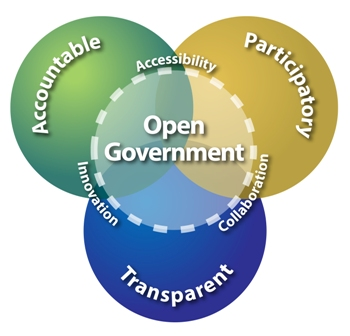 Accountable
Accessibility
Participatory
Open
Government
Innovation
Collaboration
Transparent